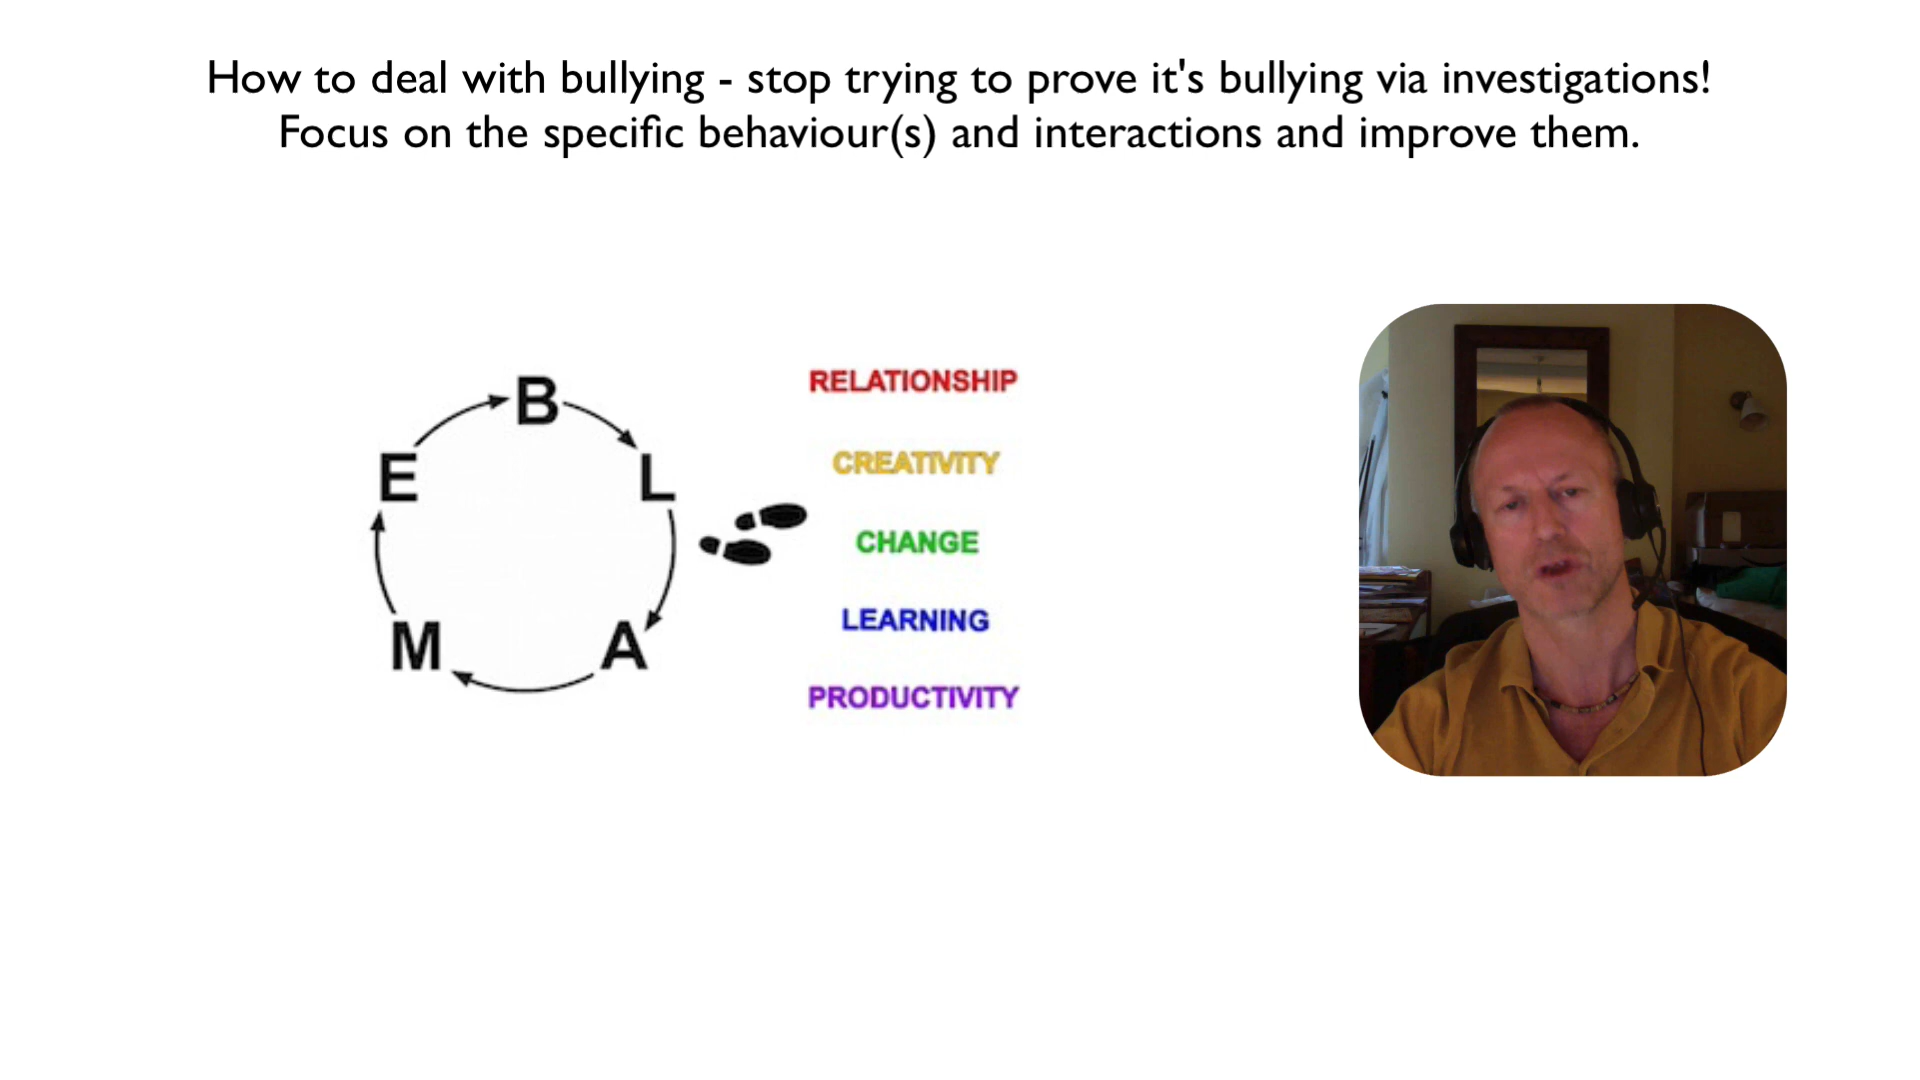 How to deal with bullying - stop trying to prove it's bullying via investigations!
Focus on the specific behaviour(s) and interactions and improve them.
B
L
A
M
E
RELATIONSHIP
CREATIVITY
CHANGE
LEARNING
PRODUCTIVITY